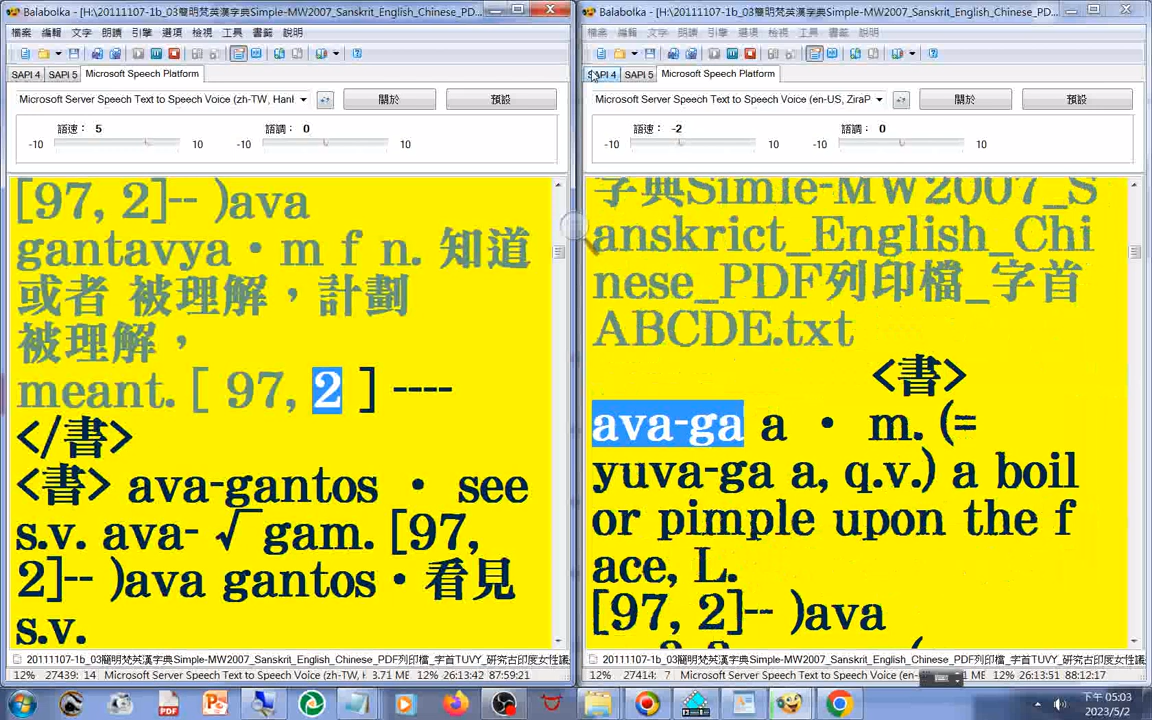 Balabolka - [H:\20111107-1b_03簡明梵英漢字典Simple-MW2007_Sanskrit_English_Chinese_PD...
檔案 編輯 文字 朗讀 引擎 選項 檢視 工具 書籤 說明
SAPI 4 SAPI 5 Microsoft Speech Platform
Microsoft Server Speech Text to Speech Voice (zh-TW, HanH 關於 預設
語速： 5 語調： 0
-10 10 -10 10
[97, 2]-- )ava
gantavya‧m f n. 知道
或者 被理解，計劃
被理解，
meant. [ 97, 2 ] ----
</書>
<書> ava-gantos ‧ see
s.v. ava-√gam. [97,
2]-- )ava gantos‧看見
s.v.
20111107-1b_03簡明梵英漢字典Simple-MW2007_Sanskrit_English_Chinese_PDF列印檔_字首TUVY_研究古印度女性議
12% 27439: 14 Microsoft Server Speech Text to Speech Voice (zh-TW, H 3.71 ME 12% 26:13:42 87:59:21
Balabolka - [H:\20111107-1b_03簡明梵英漢字典Simple-MW2007_Sanskrit_English_Chinese_PD...
檔案 編輯 文字 朗讀 引擎 選項 檢視 工具 書籤 說明
SAPI 4 SAPI 5 Microsoft Speech Platform
Microsoft Server Speech Text to Speech Voice (en-US, ZiraP 關於 預設
語速： -2 語調： 0
-10 10 -10 10
字典Simle-MW2007_S
anskrict_English_Chi
nese_PDF列印檔_字首
ABCDE.txt
<書>
ava-ga a ‧ m. (=
yuva-ga a, q.v.) a boil
or pimple upon the f
ace, L.
[97, 2]-- )ava
20111107-1b_03簡明梵英漢字典Simple-MW2007_Sanskrit_English_Chinese_PDF列印檔_字首TUVY_研究古印度女性議
12% 27414: 7 Microsoft Server Speech Text to Speech Voice 12% 26:13:51 88:12:17
下午 05:03
2023/5/2